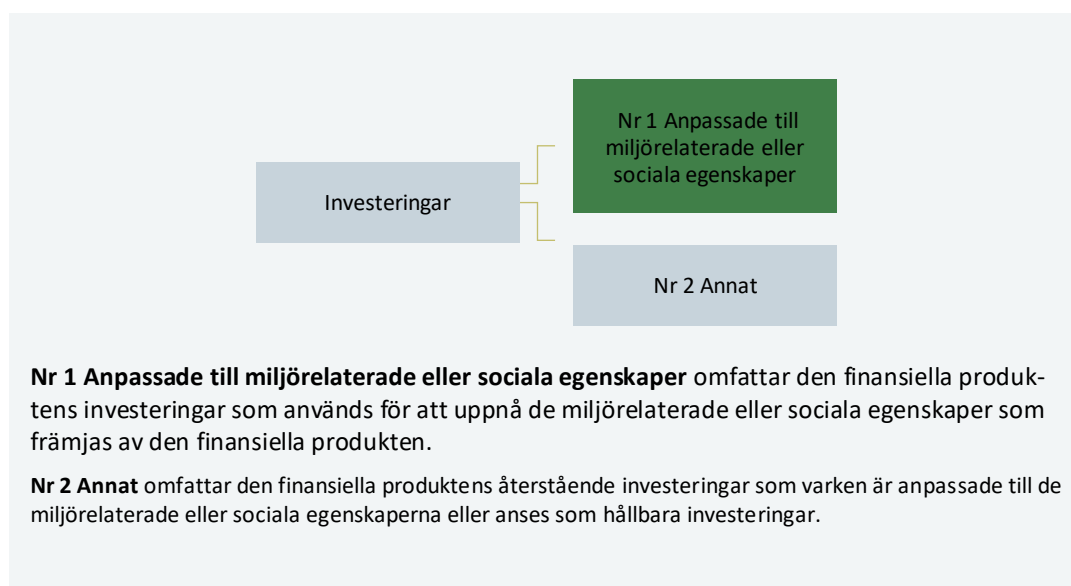 Nr 1 Anpassade till
miljörelaterade eller
sociala egenskaper
Investeringar
Nr 2 Annat
Nr 1 Anpassade till miljörelaterade eller sociala egenskaper omfattar den finansiella produk-
tens investeringar som används för att uppnå de miljörelaterade eller sociala egenskaper som
främjas av den finansiella produkten.
Nr 2 Annat omfattar den finansiella produktens återstående investeringar som varken är anpassade till de
miljörelaterade eller sociala egenskaperna eller anses som hållbara investeringar.